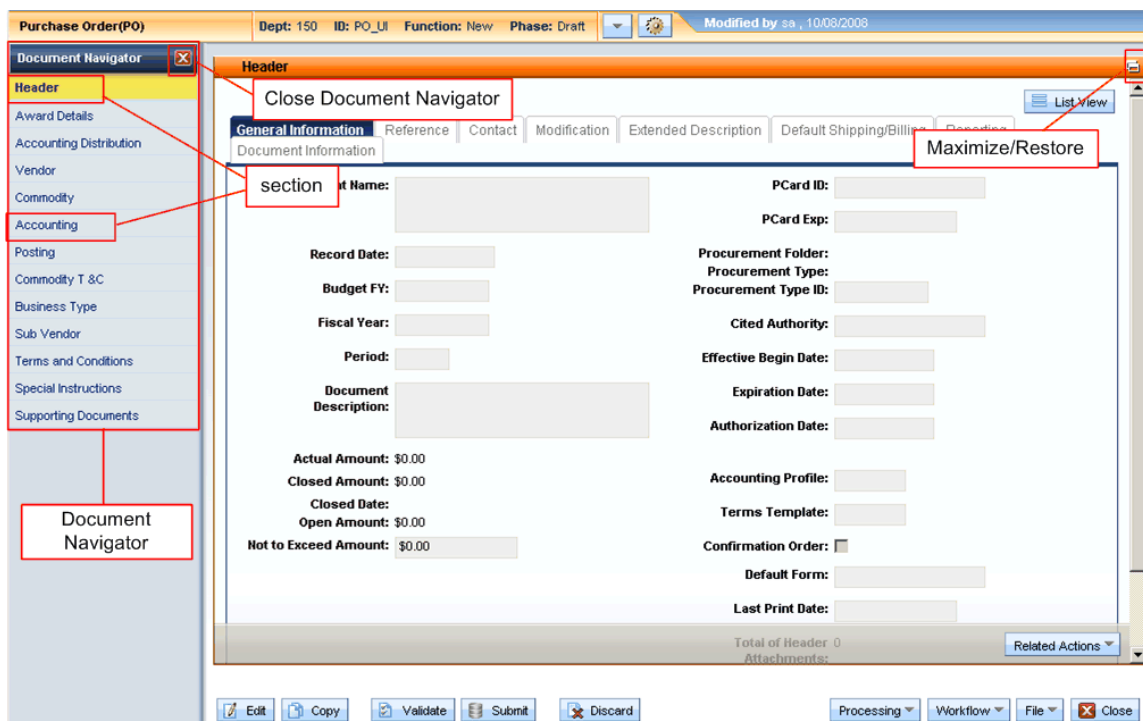 Purchase Order(PO)
Dept: 150 ID: PO_UI Function: New Phase: Draft
Modified by sa , 10/08/2008
Document Navigator
Header
Award Details
Accounting Distribution
Vendor
Commodity
Accounting
Posting
Commodity T &C
Business Type
Sub Vendor
Terms and Conditions
Special Instructions
Supporting Documents
Document
Navigator
Close Document Navigator
section
Maximize/Restore
Header
List View
General Information Reference Contact Modification Extended Description Default Shipping/Billing Reporting
Document Information
Name:
Record Date:
Budget FY:
Fiscal Year:
Period:
Document
Description:
Actual Amount: $0.00
Closed Amount: $0.00
Closed Date:
Open Amount: $0.00
Not to Exceed Amount: $0.00
PCard ID:
PCard Exp:
Procurement Folder:
Procurement Type:
Procurement Type ID:
Cited Authority:
Effective Begin Date:
Expiration Date:
Authorization Date:
Accounting Profile:
Terms Template:
Confirmation Order:
Default Form:
Last Print Date:
Total of Header 0
Attachments:
Related Actions
Edit Copy Validate Submit Discard Processing Workflow File Close